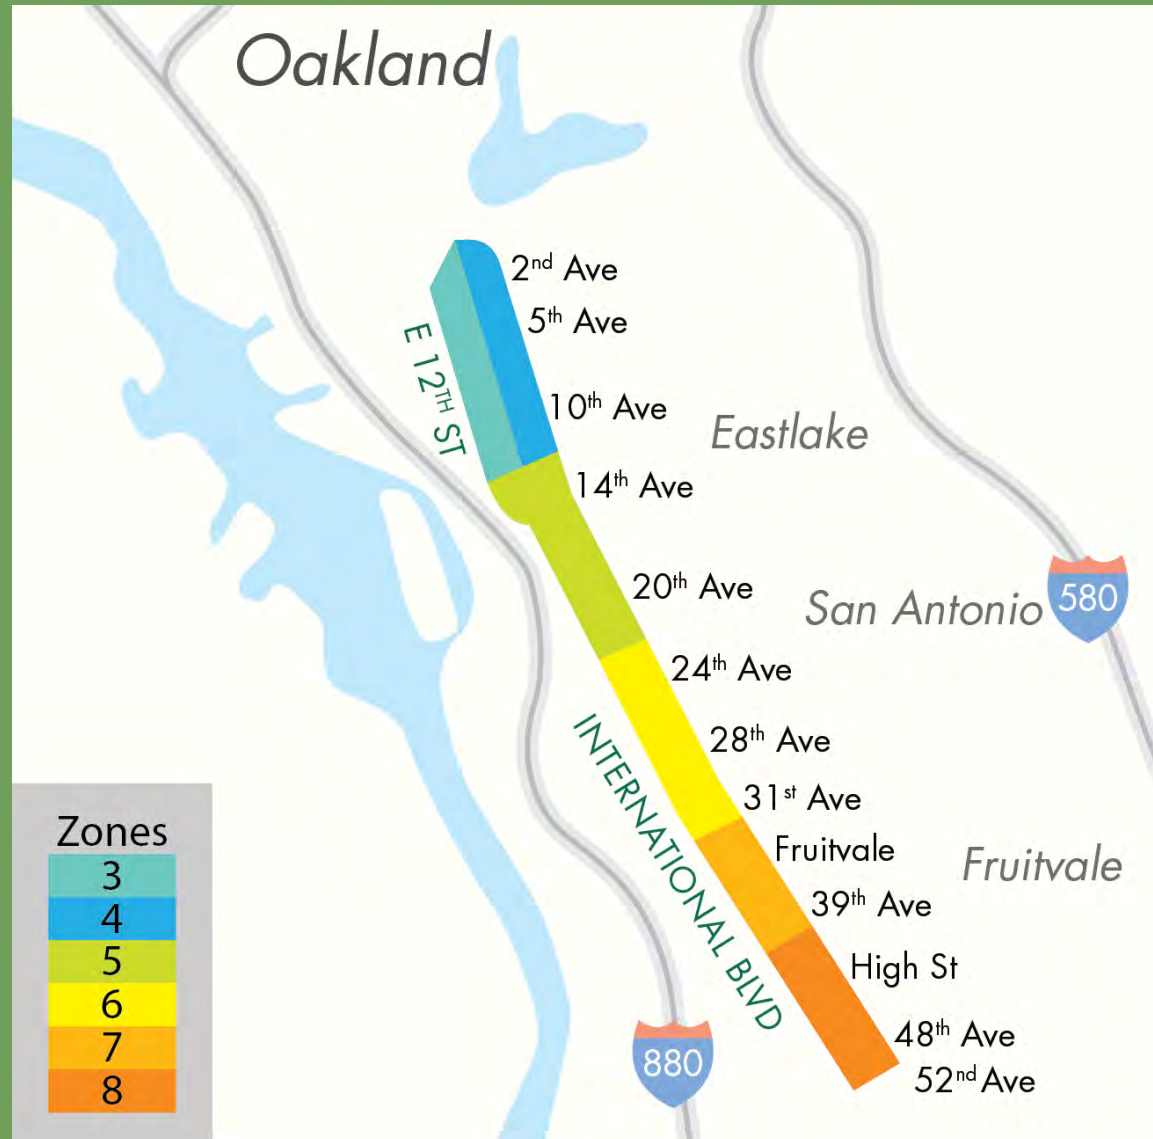 Oakland
2nd Ave
5th Ave
E 12TH ST
10th Ave
Eastlake
14th Ave
20th Ave
San Antonio
580
24th Ave
INTERNATIONAL BLVD
28th Ave
31st Ave
Fruitvale
Fruitvale
39th Ave
High St
48th Ave
52nd Ave
880
Zones
3
4
5
6
7
8